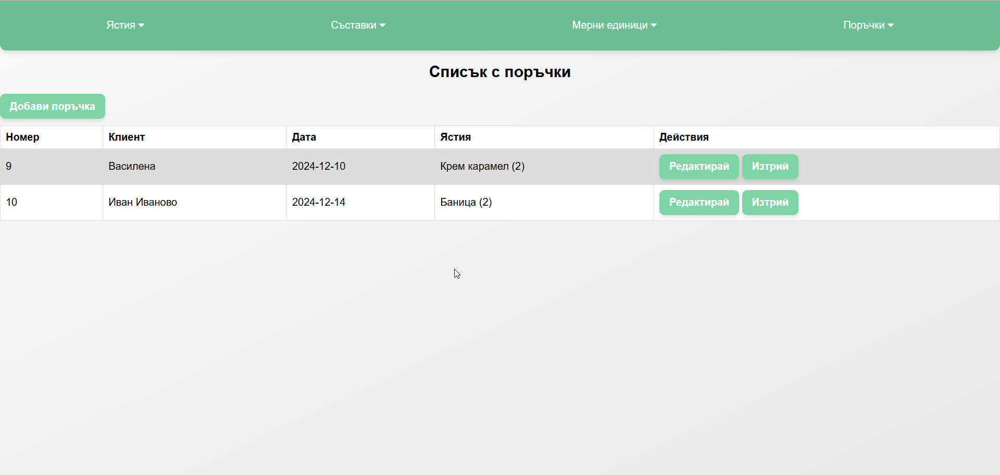 Ястия Съставки Мерни единици Поръчки
Списък с поръчки
Добави поръчка
Номер Клиент Дата Ястия Действия
9 Василена 2024-12-10 Крем карамел (2) Редактирай Изтрий
10 Иван Иваново 2024-12-14 Баница (2) Редактирай Изтрий